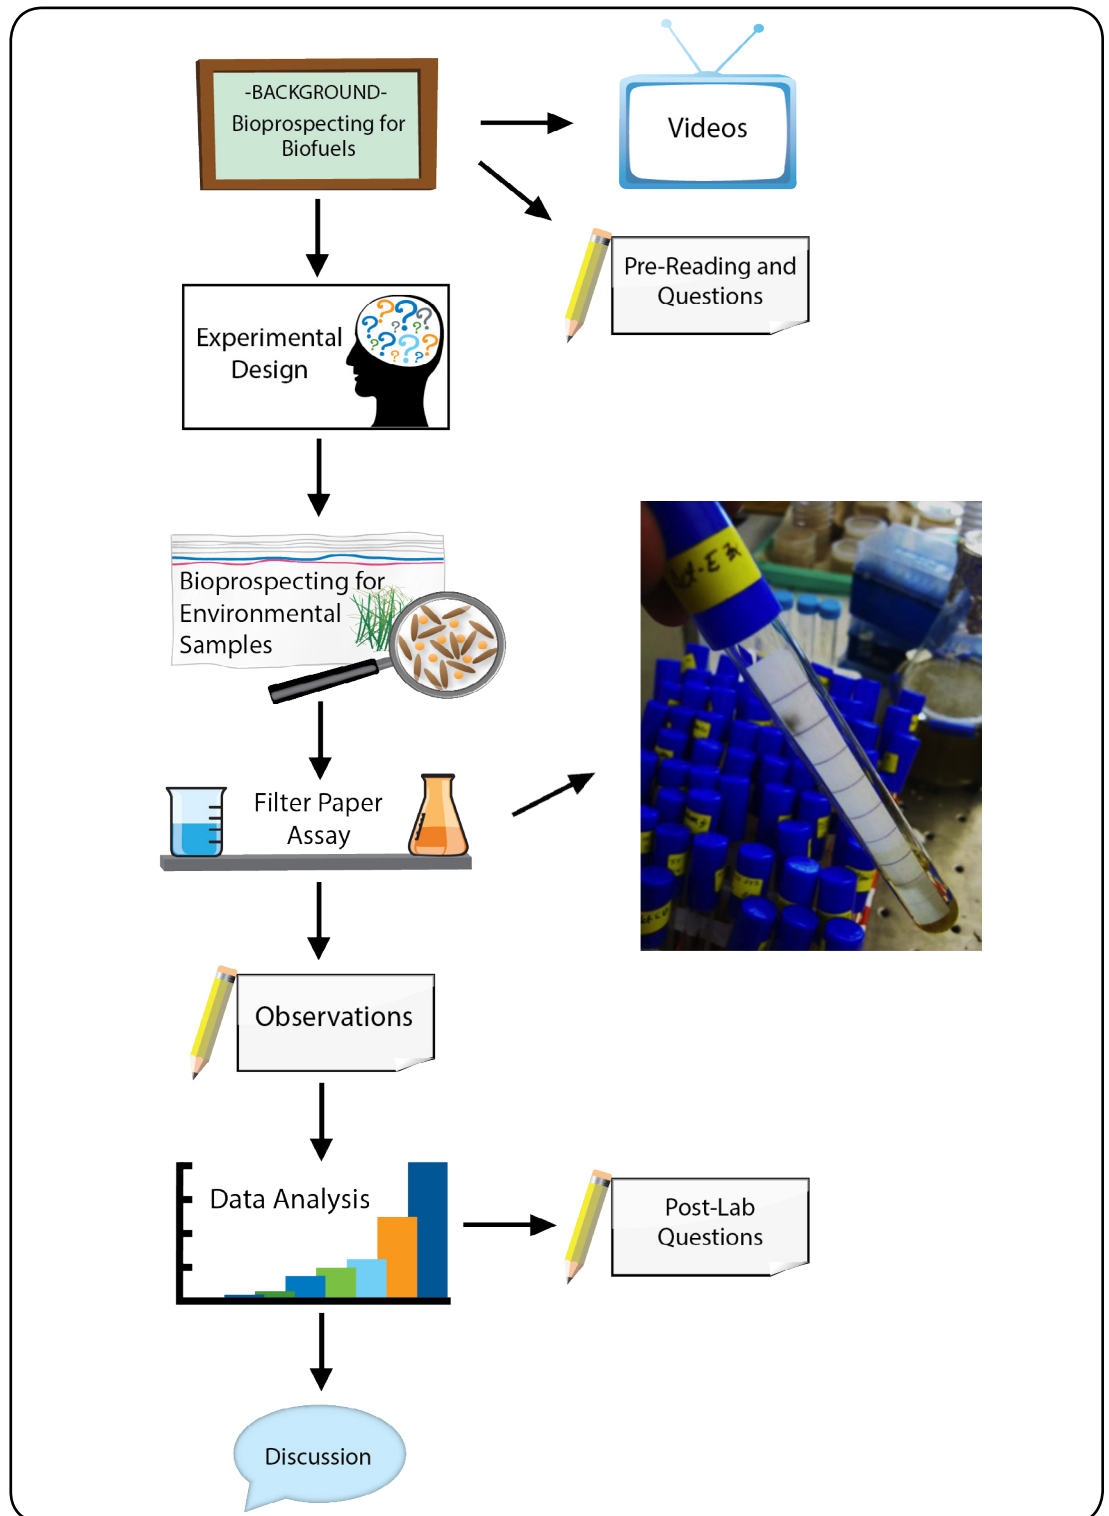 -BACKGROUND-
Bioprospecting for
Biofuels
Videos
Pre-Reading and
Questions
Experimental
Design
Bioprospecting for
Environmental
Samples
Filter Paper
Assay
Observations
Data Analysis
Post-Lab
Questions
Discussion